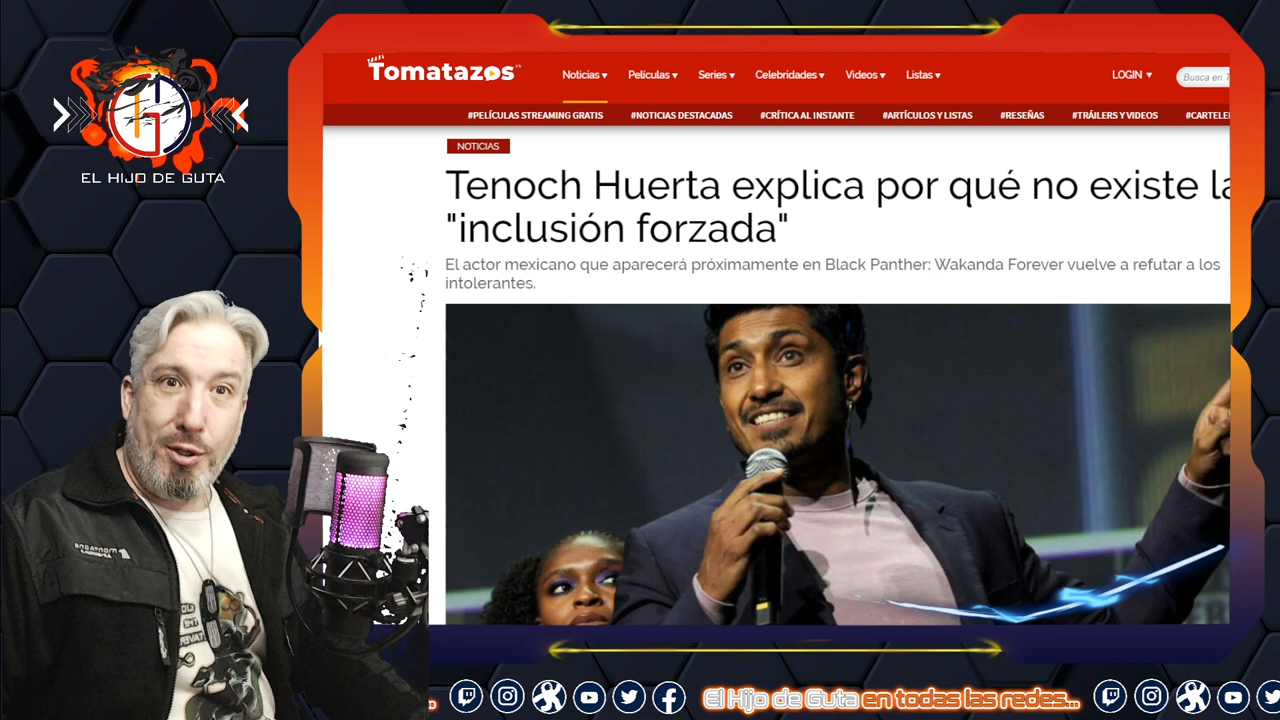 EL HIJO DE GUTA
Tomatazos
Noticias Películas Series Celebridades Videos Listas LOGIN Busca en T
#PELÍCULAS STREAMING GRATIS #NOTICIAS DESTACADAS #CRÍTICA AL INSTANTE #ARTÍCULOS Y LISTAS #RESEÑAS #TRÁILERS Y VIDEOS #CARTELE
NOTICIAS
Tenoch Huerta explica por qué no existe la
"inclusión forzada"
El actor mexicano que aparecerá próximamente en Black Panther: Wakanda Forever vuelve a refutar a los
intolerantes.
El Hijo de Guta en todas las redes...